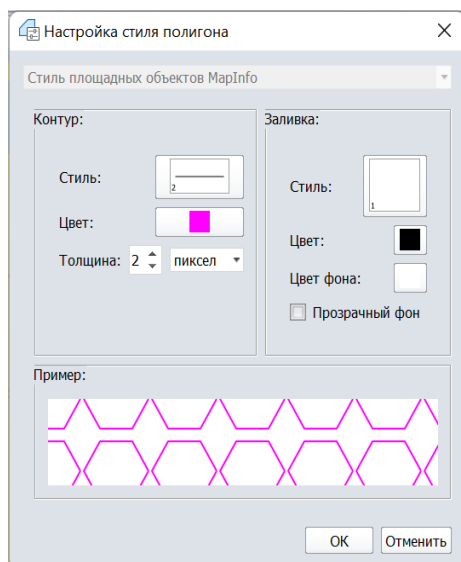 Настройка стиля полигона
Стиль площадных объектов MapInfo
Контур:
Стиль:
2
Цвет:
Толщина: 2 пиксел
Заливка:
Стиль:
1
Цвет:
Цвет фона:
Прозрачный фон
Пример:
OK Отменить